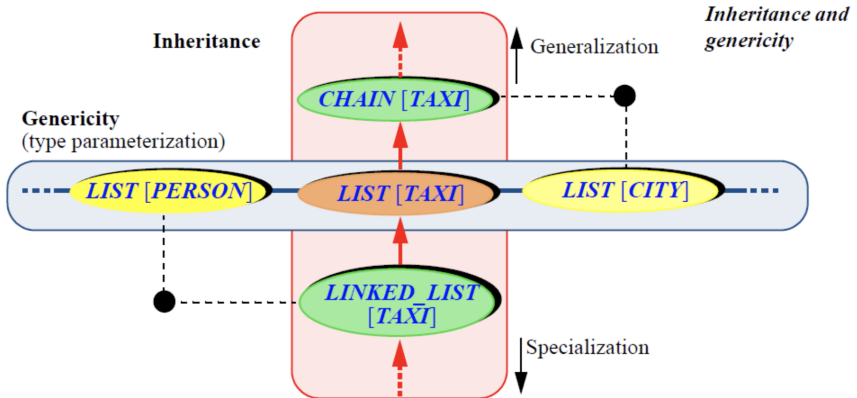 Inheritance and
genericity
Inheritance
Generalization
CHAIN [TAXI]
Genericity
(type parameterization)
LIST [PERSON]
LIST [TAXI]
LIST [CITY]
LINKED_LIST
[TAXI]
Specialization